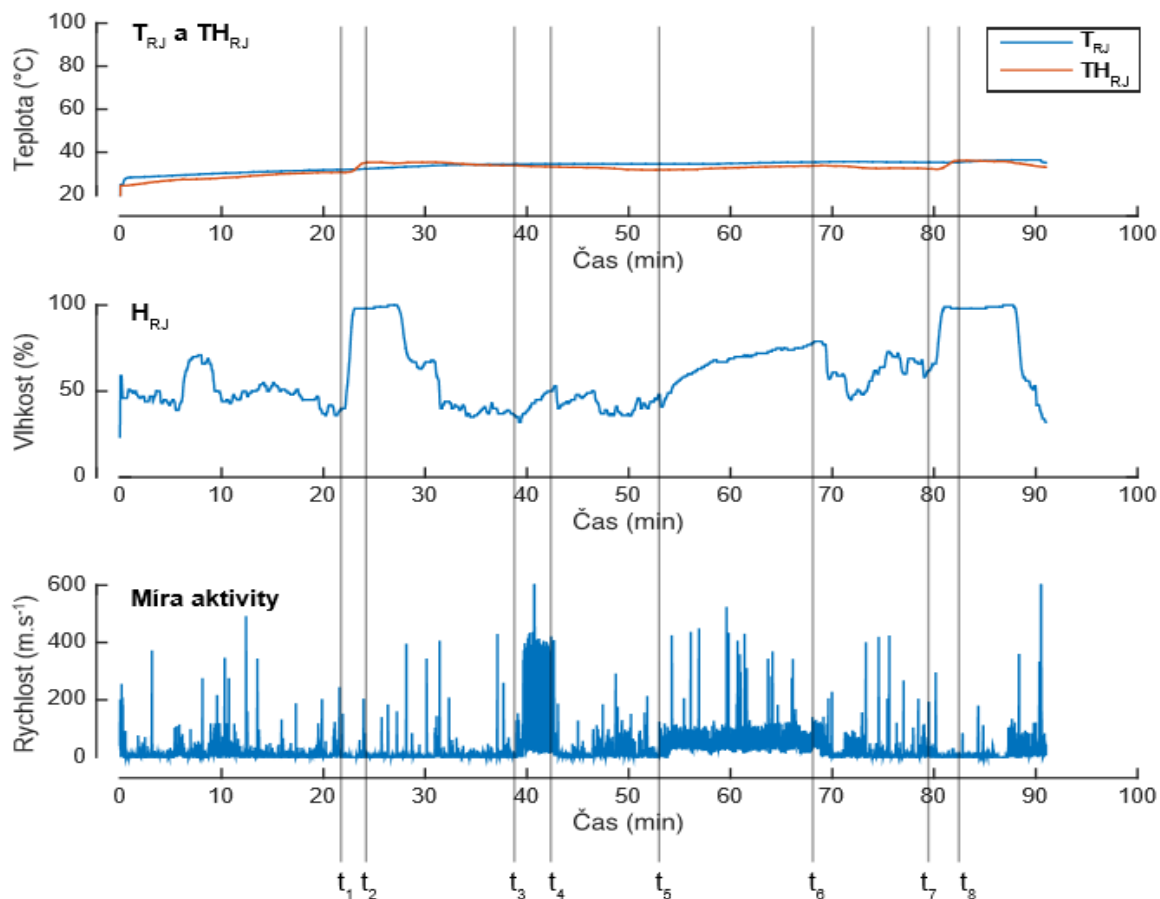 T_RJ a TH_RJ
T_RJ
TH_RJ
Teplota (°C)
100
80
60
40
20
0 10 20 30 40 50 60 70 80 90 100
Čas (min)
H_RJ
Vlhkost (%)
100
50
0
0 10 20 30 40 50 60 70 80 90 100
Čas (min)
Míra aktivity
Rychlost (m.s⁻¹)
600
400
200
0
0 10 20 30 40 50 60 70 80 90 100
Čas (min)
t₁ t₂ t₃ t₄ t₅ t₆ t₇ t₈